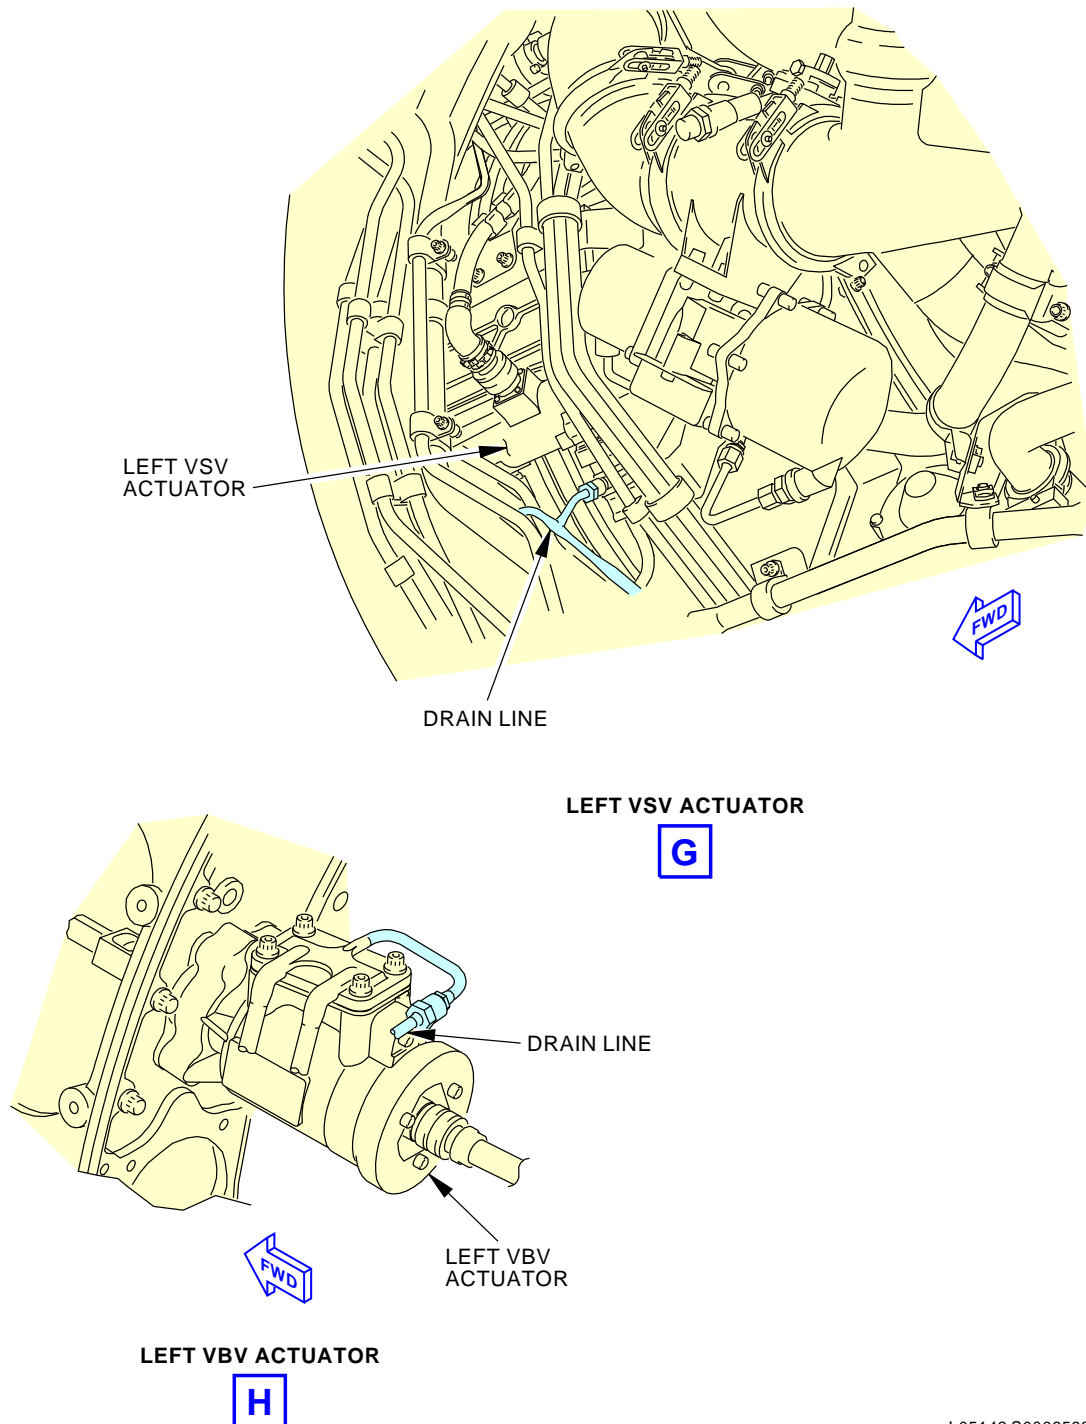 LEFT VSV
ACTUATOR
DRAIN LINE
FWD
LEFT VSV ACTUATOR
G
DRAIN LINE
LEFT VBV
ACTUATOR
FWD
LEFT VBV ACTUATOR
H